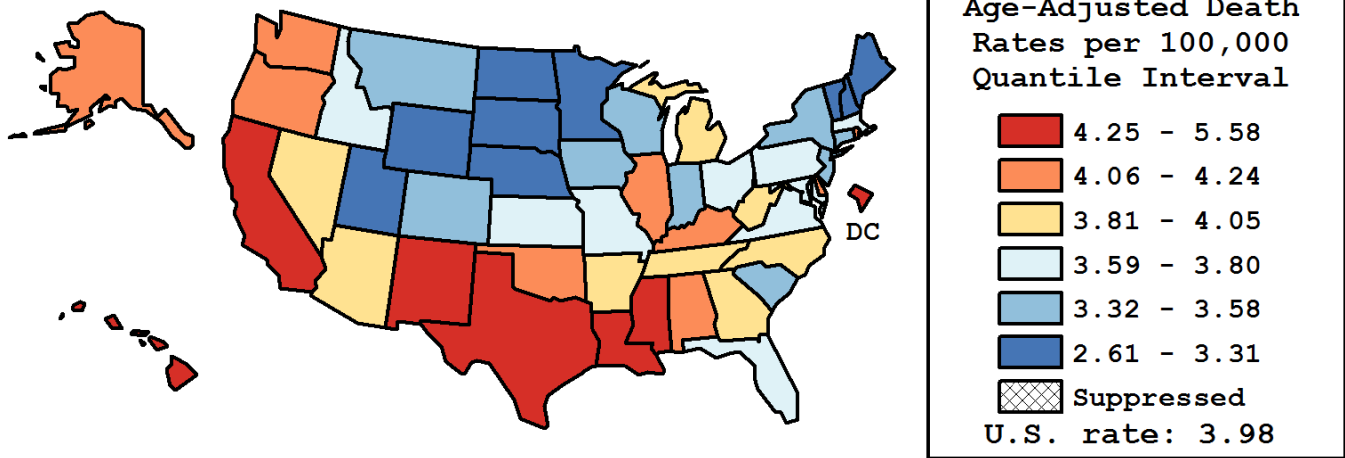 Age-Adjusted Death
Rates per 100,000
Quantile Interval
4.25 - 5.58
4.06 - 4.24
3.81 - 4.05
DC
3.59 - 3.80
3.32 - 3.58
2.61 - 3.31
Suppressed
U.S. rate: 3.98